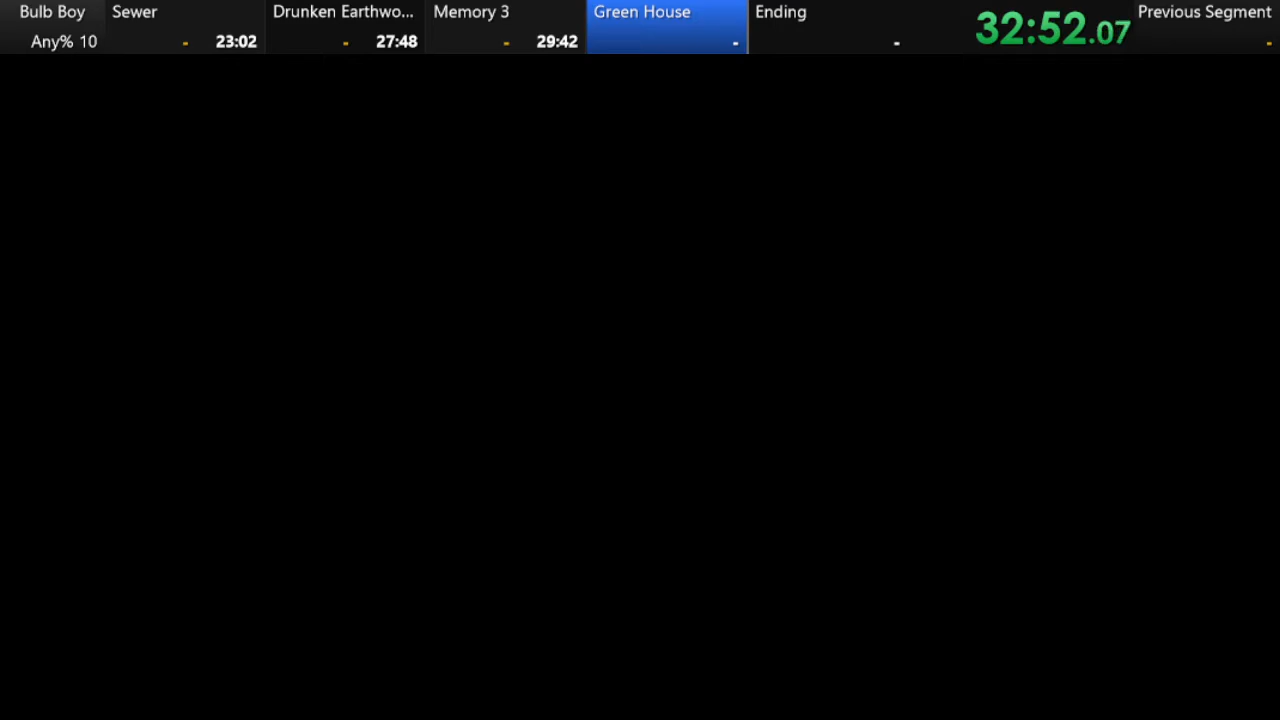 Bulb Boy
Any% 10
Sewer
- 23:02
Drunken Earthwo...
- 27:48
Memory 3
- 29:42
Green House
-
Ending
-
32:52.07
Previous Segment
-